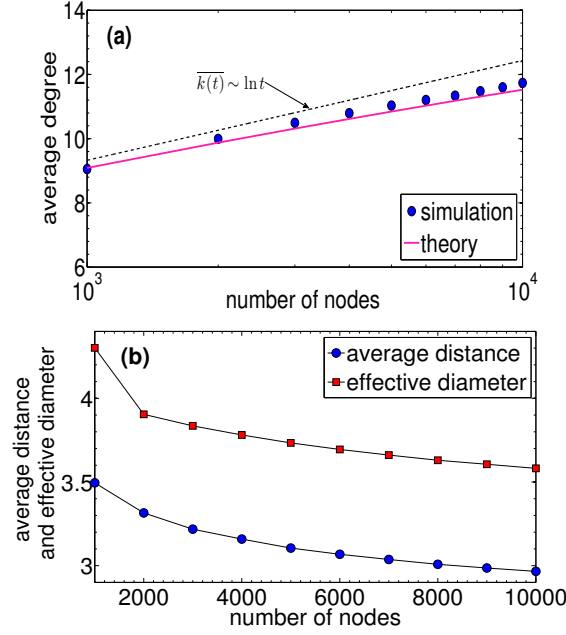 (a)
average degree
14
12
10
8
6
$\overline{k(t)} \sim \ln t$
simulation
theory
10^3
10^4
number of nodes
(b)
average distance
and effective diameter
4
3.5
3
average distance
effective diameter
2000 4000 6000 8000 10000
number of nodes